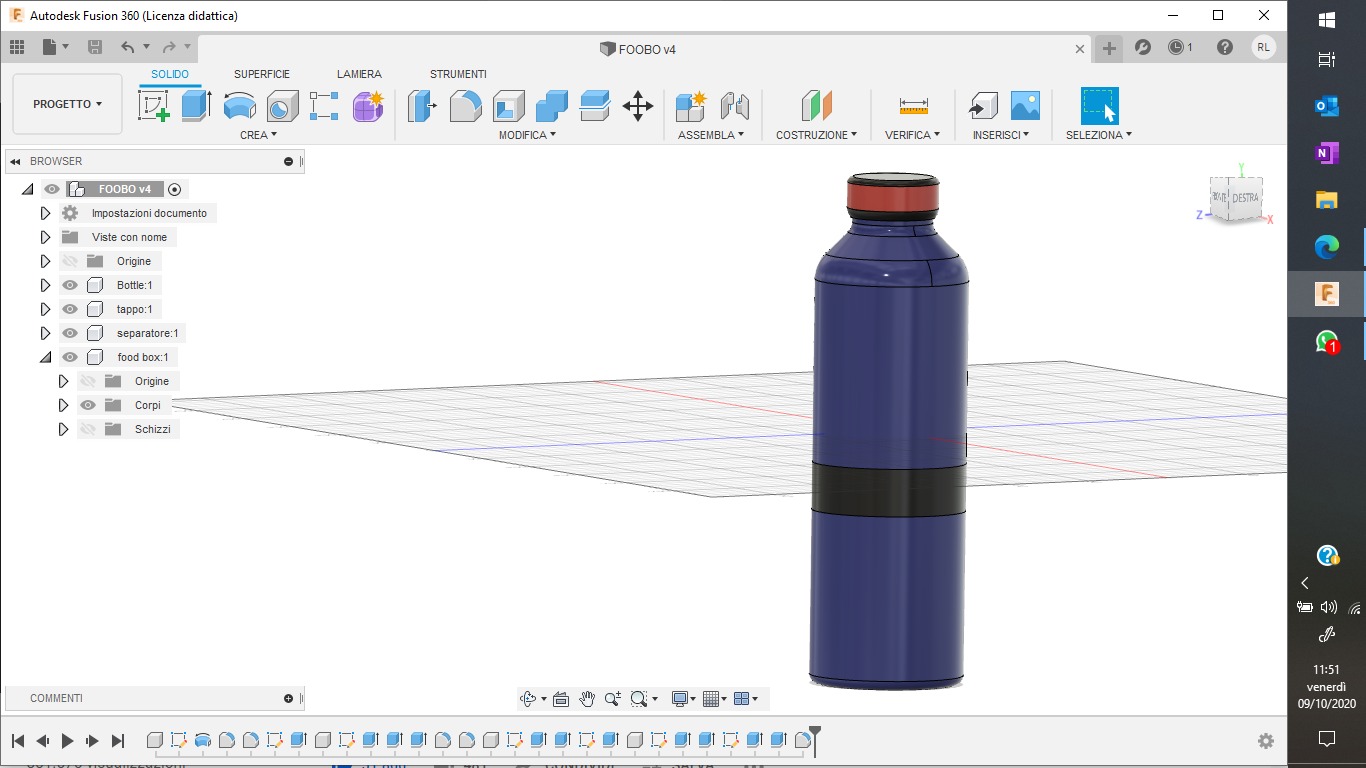 Autodesk Fusion 360 (Licenza didattica)
FOOBO v4
1
RL
SOLIDO
SUPERFICIE
LAMIERA
STRUMENTI
PROGETTO
CREA
MODIFICA
ASSEMBLA
COSTRUZIONE
VERIFICA
INSERISCI
SELEZIONA
BROWSER
FOOBO v4
Impostazioni documento
Viste con nome
Origine
Bottle:1
tappo:1
separatore:1
food box:1
Origine
Corpi
Schizzi
Y
DESTRA
Z
X
1
COMMENTI
11:51
venerdì
09/10/2020